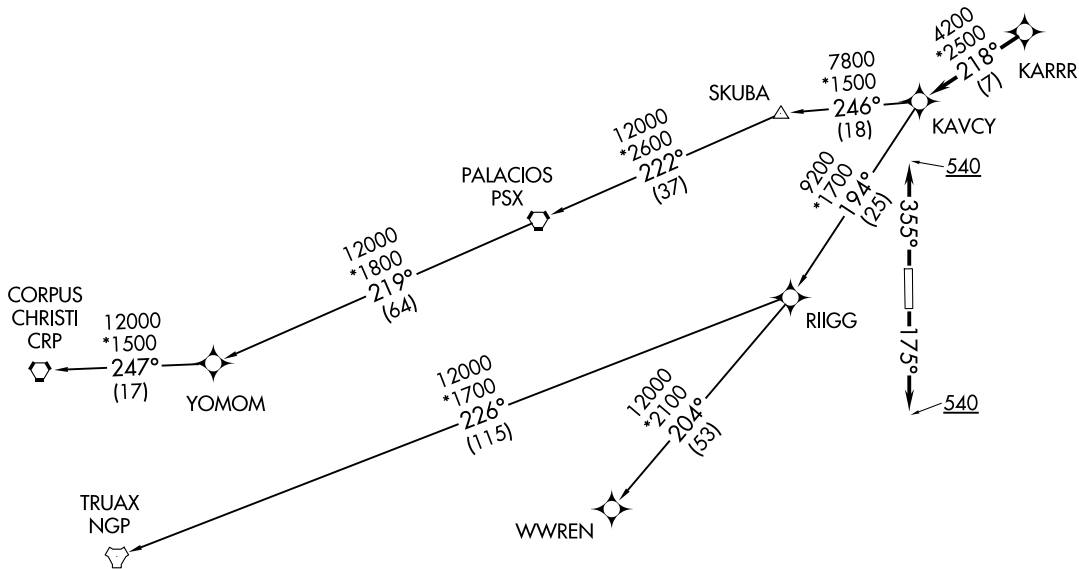 4200
*2500
218°
(7)
KARRR
7800
*1500
246°
(18)
SKUBA
KAVCY
12000
*2600
222°
(37)
PALACIOS
PSX
9200
*1700
194°
(25)
540
355°
175°
540
12000
*1800
219°
(64)
RIIGG
CORPUS
CHRISTI
CRP
12000
*1500
247°
(17)
YOMOM
12000
*1700
226°
(115)
12000
*2100
204°
(53)
TRUAX
NGP
WWREN